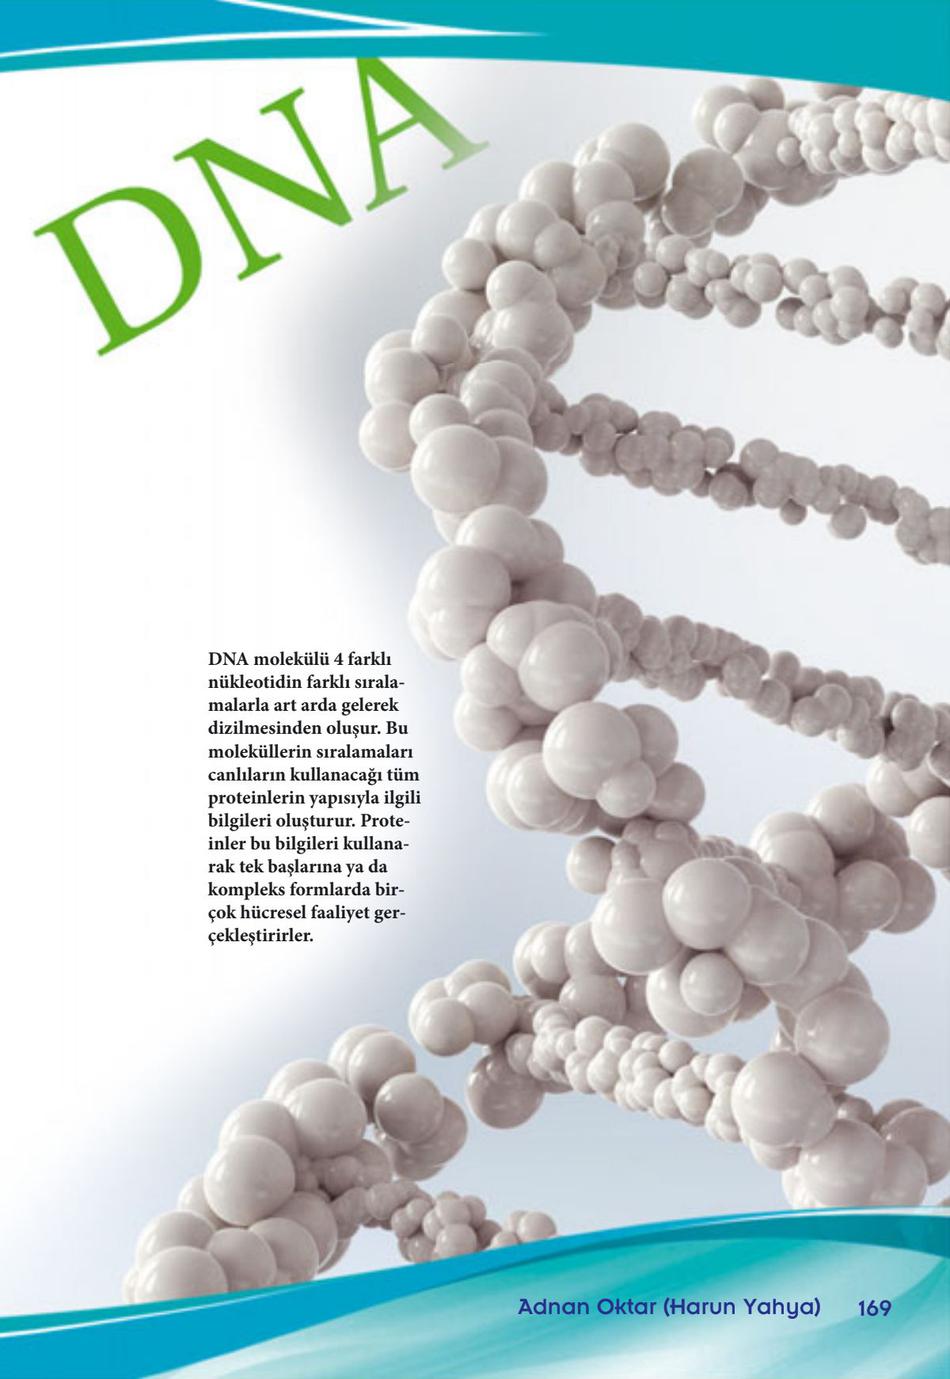 DNA
DNA molekülü 4 farklı
nükleotidin farklı sırala-
malarla art arda gelerek
dizilmesinden oluşur. Bu
moleküllerin sıralamaları
canlıların kullanacağı tüm
proteinlerin yapısıyla ilgili
bilgileri oluşturur. Prote-
inler bu bilgileri kullana-
rak tek başlarına ya da
kompleks formlarda bir-
çok hücresel faaliyet ger-
çekleştirirler.
Adnan Oktar (Harun Yahya) 169